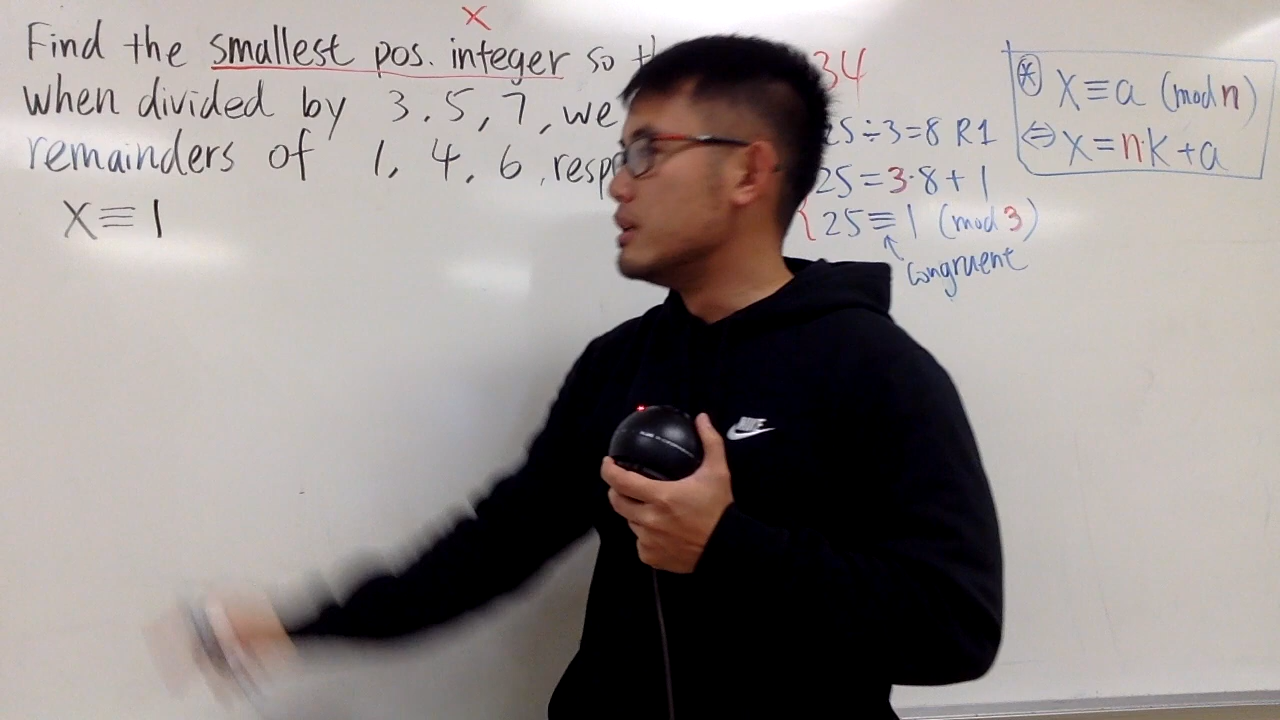 x
Find the smallest pos. integer so
when divided by 3, 5, 7, we
remainders of 1, 4, 6, resp
X≡1
34
25÷3=8 R1
25=3·8+1
25≡1 (mod 3)
congruent
* X≡a (mod n)
⇔ X=n·k+a
NIKE